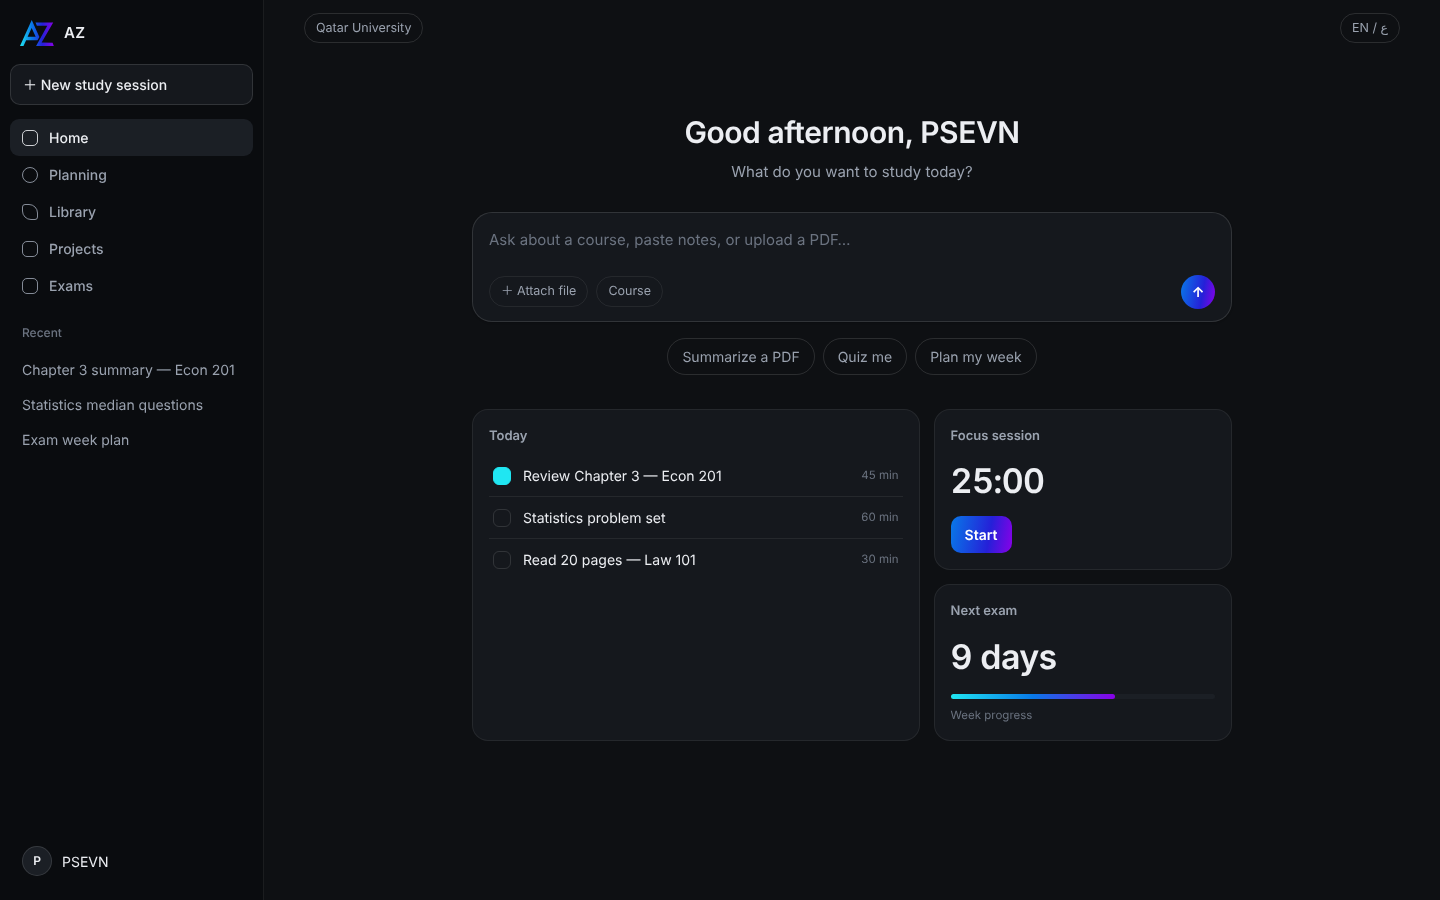 AZ AZ
+ New study session
Home
Planning
Library
Projects
Exams
Recent
Chapter 3 summary — Econ 201
Statistics median questions
Exam week plan
P PSEVN
Qatar University
EN / ع
Good afternoon, PSEVN
What do you want to study today?
Ask about a course, paste notes, or upload a PDF...
+ Attach file
Course
Summarize a PDF
Quiz me
Plan my week
Today
Review Chapter 3 — Econ 201 45 min
Statistics problem set 60 min
Read 20 pages — Law 101 30 min
Focus session
25:00
Start
Next exam
9 days
Week progress